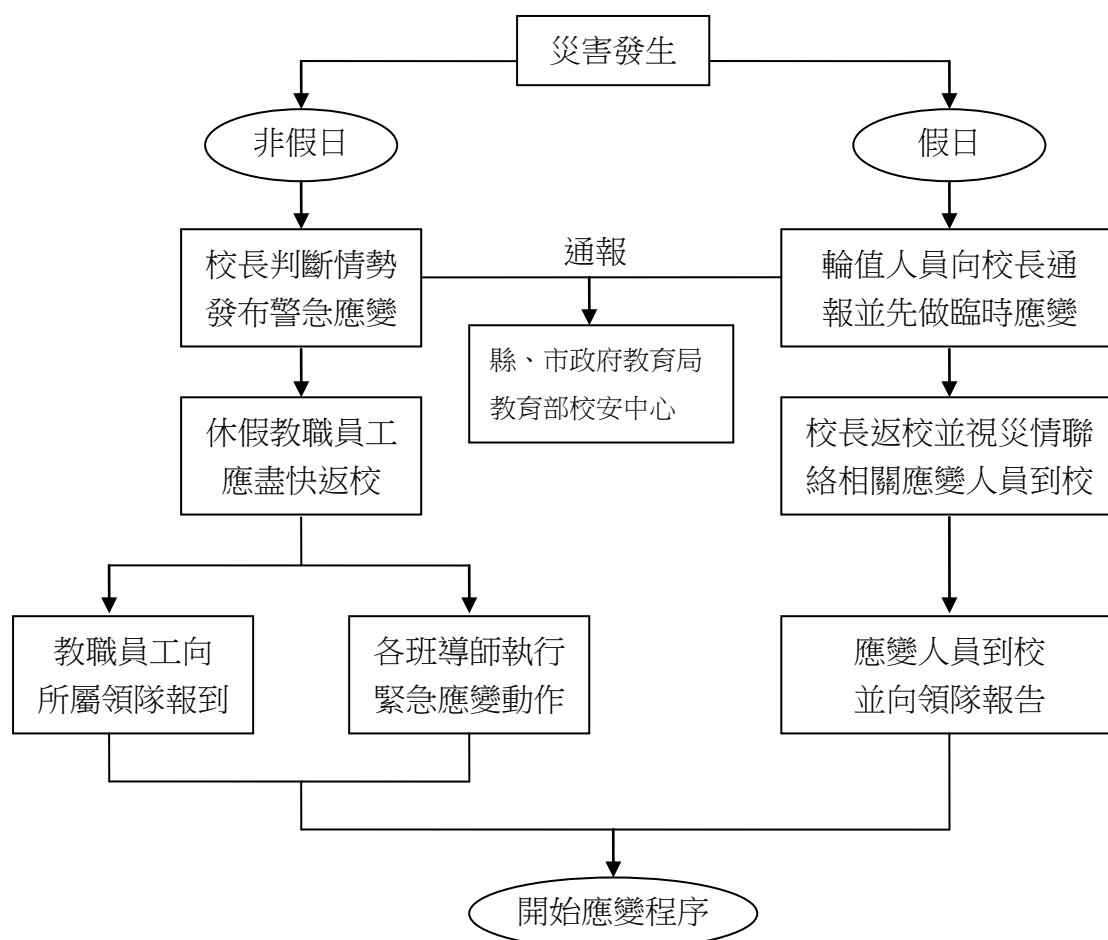 災害發生
非假日
假日
校長判斷情勢
發布警急應變
通報
輪值人員向校長通
報並先做臨時應變
縣、市政府教育局
教育部校安中心
休假教職員工
應盡快返校
校長返校並視災情聯
絡相關應變人員到校
教職員工向
所屬領隊報到
各班導師執行
緊急應變動作
應變人員到校
並向領隊報告
開始應變程序